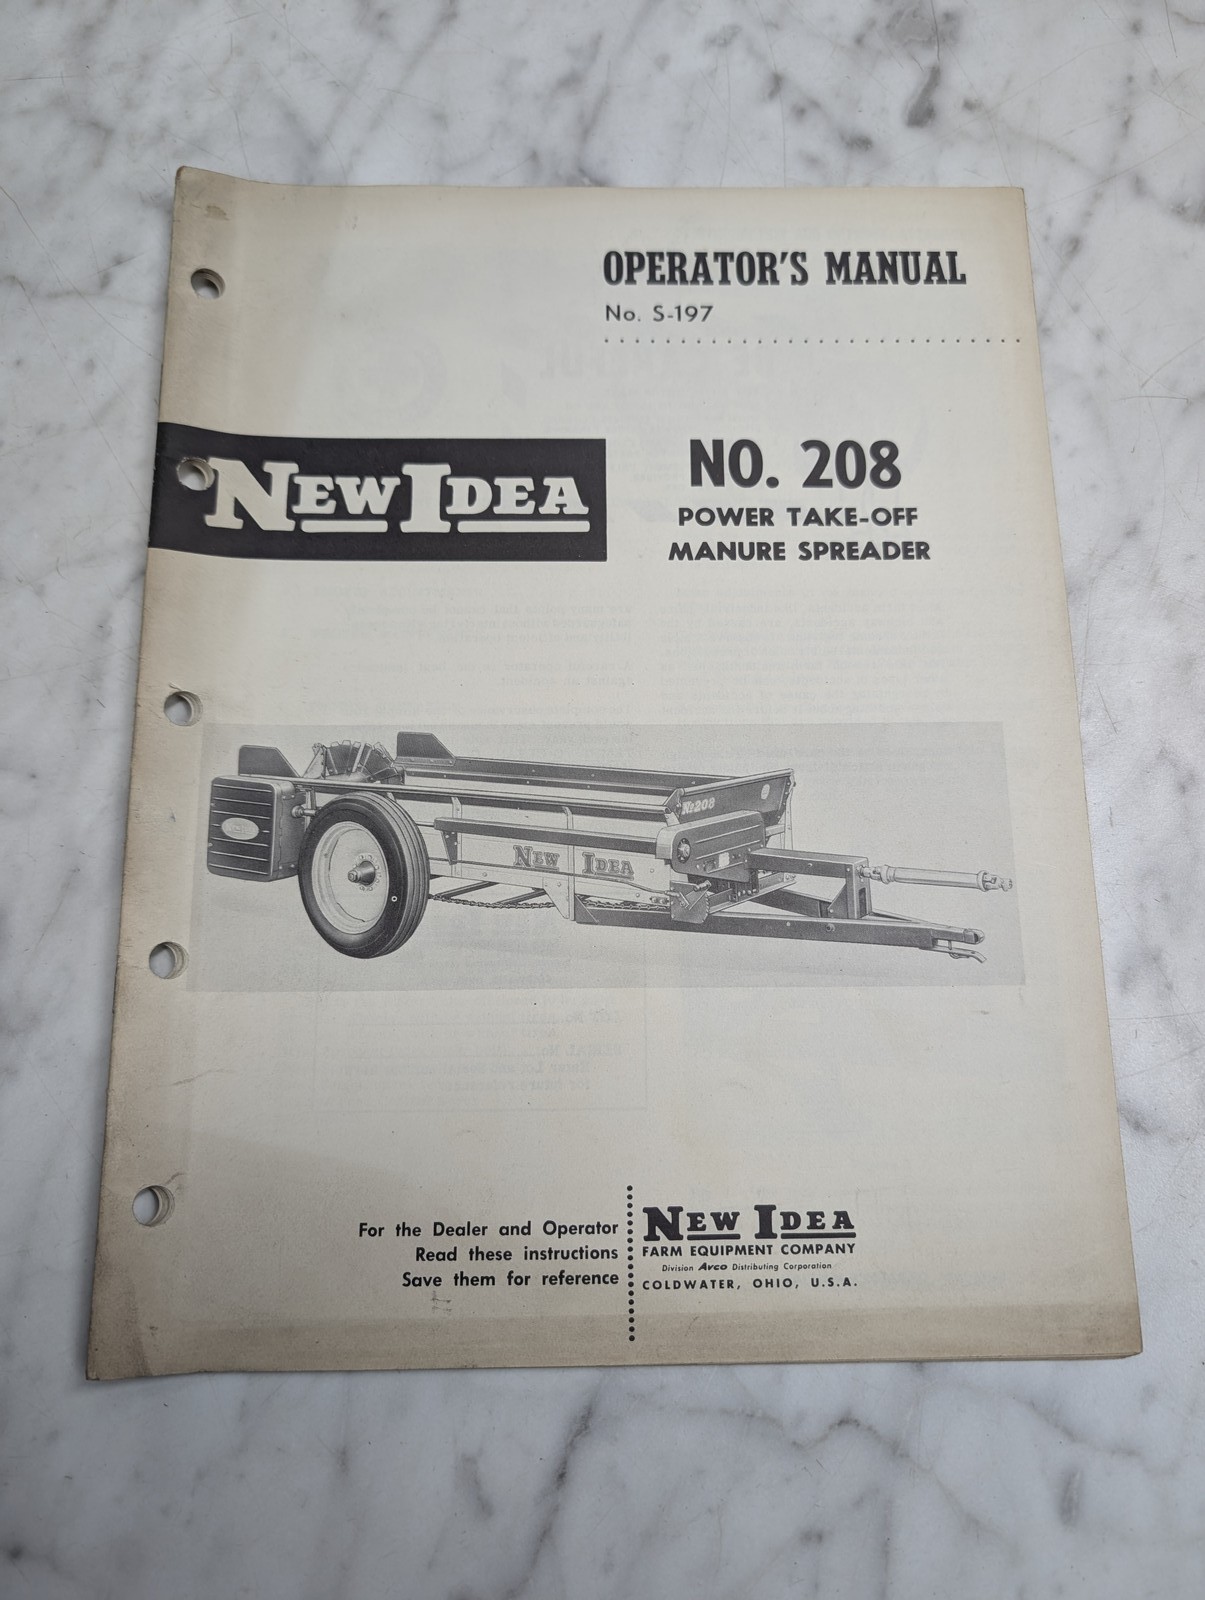 OPERATOR'S MANUAL
No. S-197
NEW IDEA
NO. 208
POWER TAKE-OFF
MANURE SPREADER
No208
NEW IDEA
For the Dealer and Operator
Read these instructions
Save them for reference
NEW IDEA
FARM EQUIPMENT COMPANY
Division Avco Distributing Corporation
COLDWATER, OHIO, U.S.A.